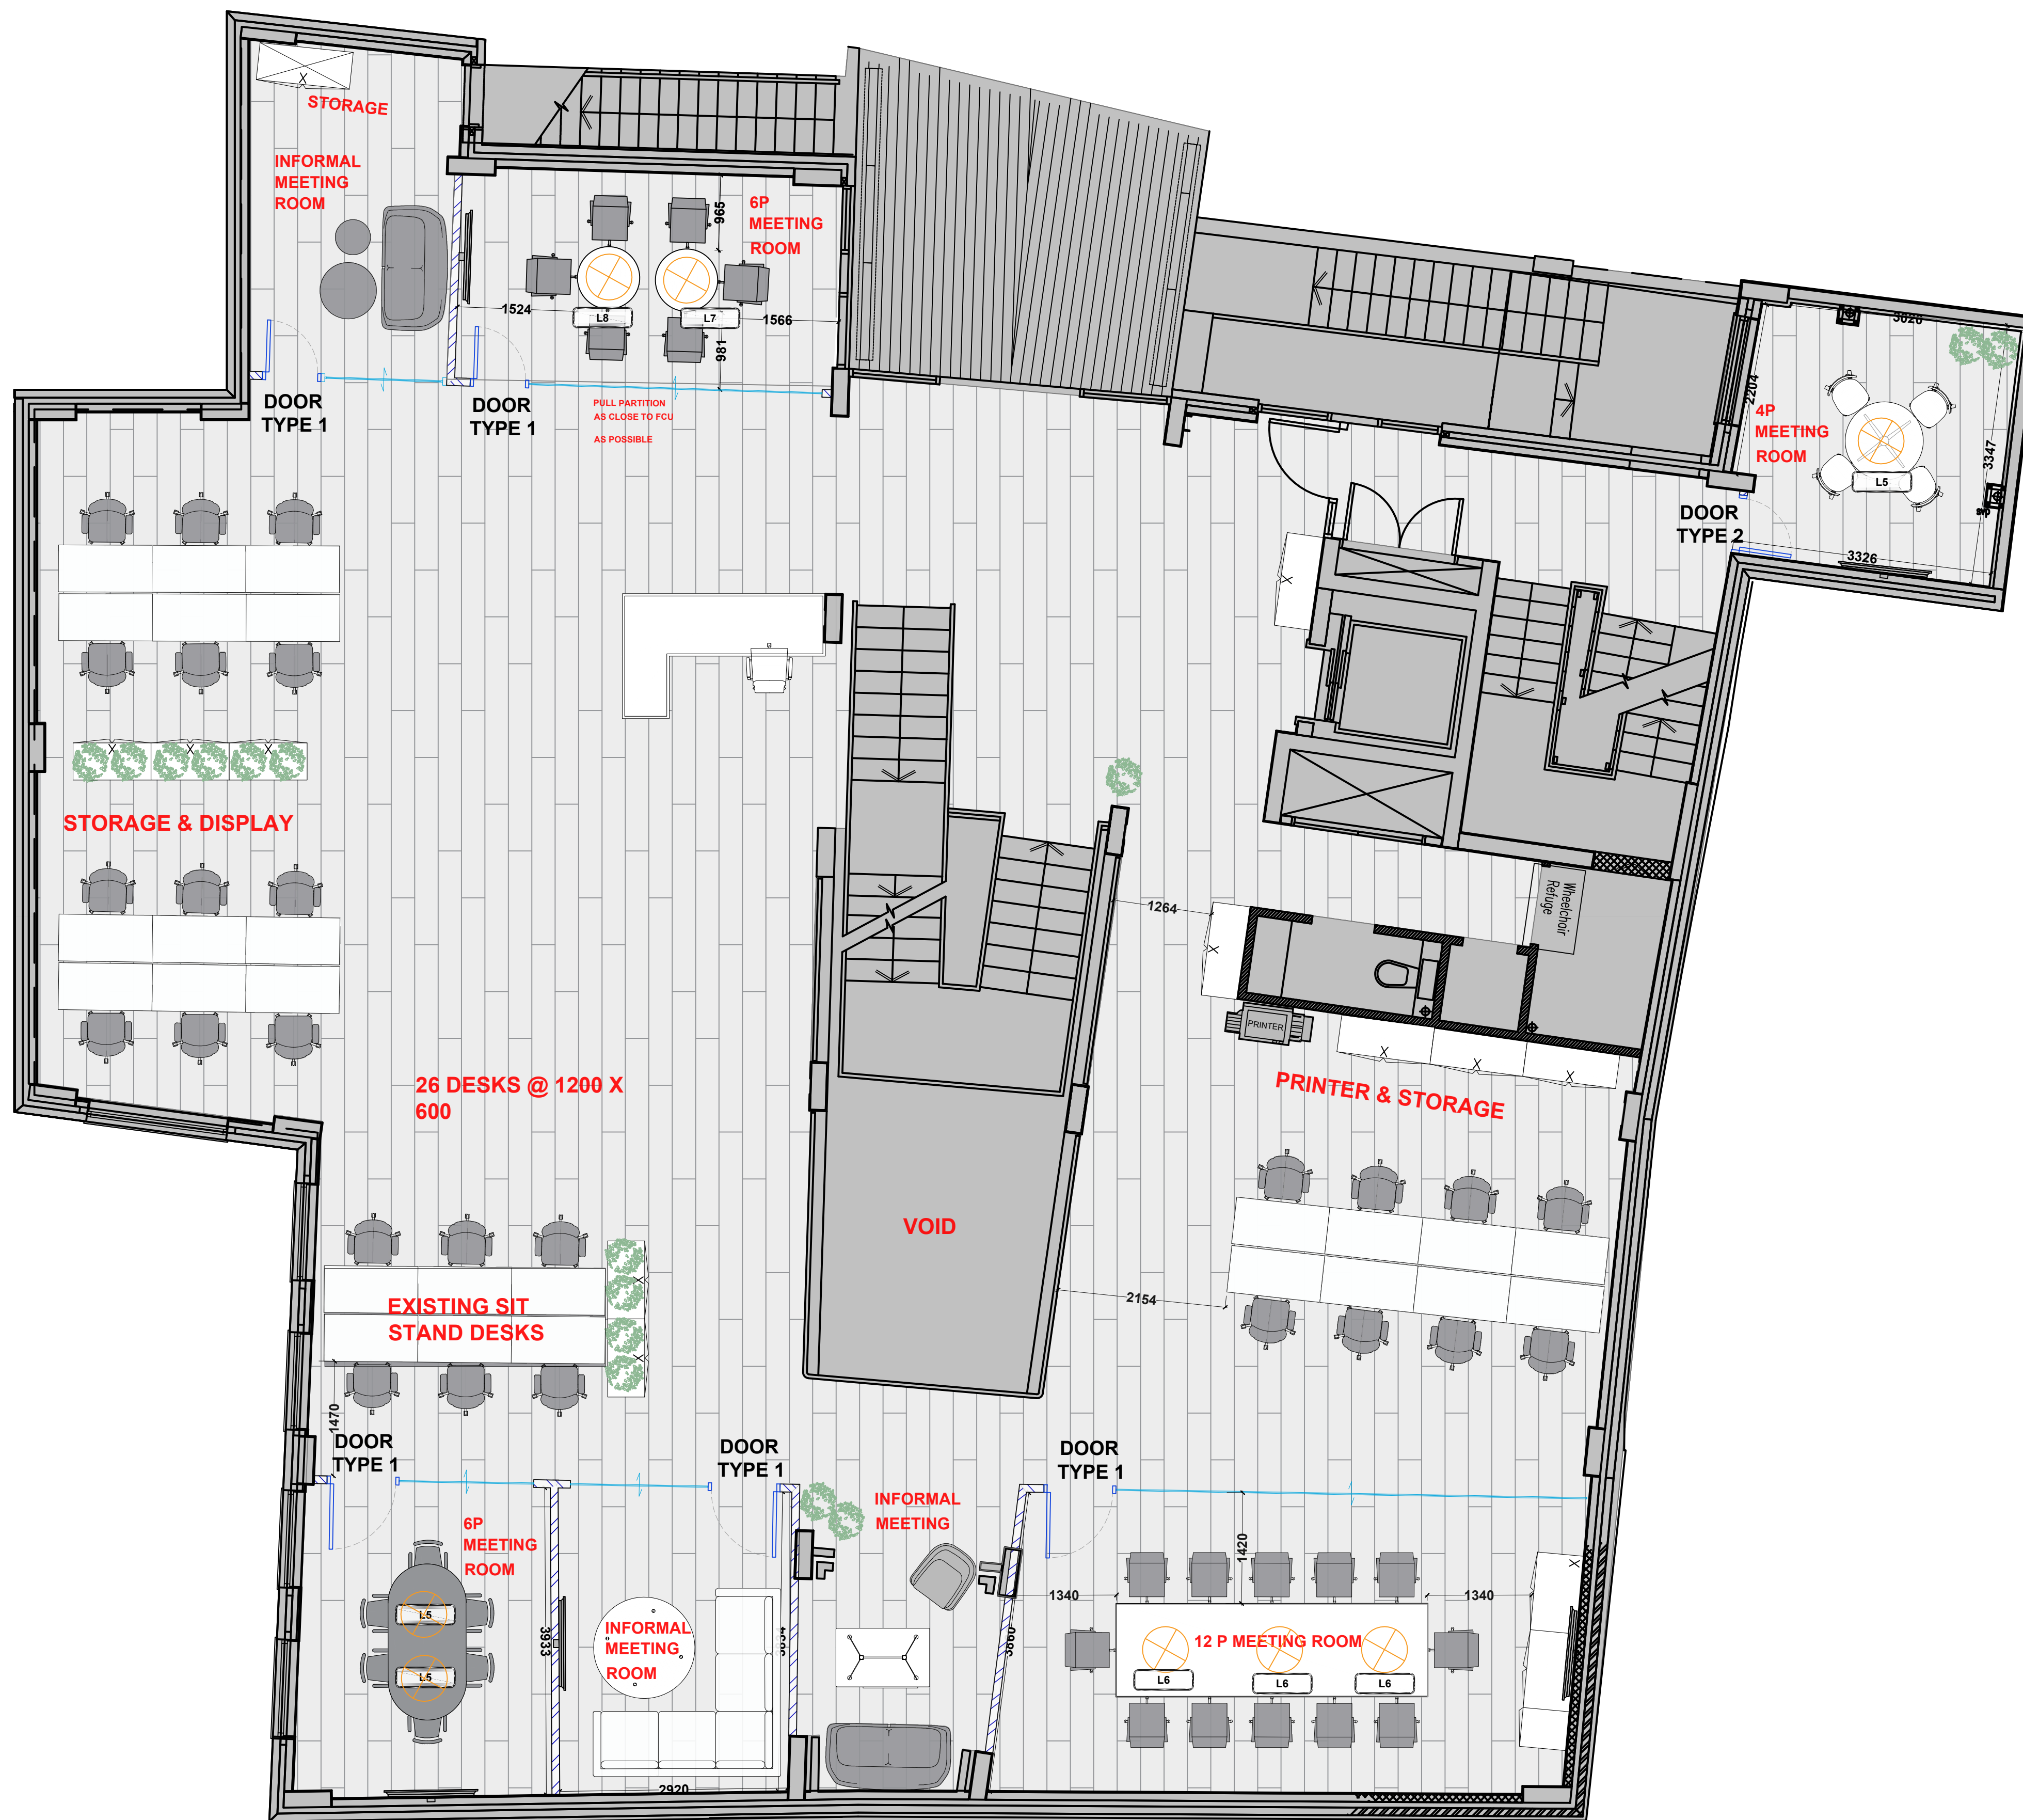 STORAGE
INFORMAL
MEETING
ROOM
6P
MEETING
ROOM
965
1524
L8
L7
1566
981
DOOR
TYPE 1
DOOR
TYPE 1
PULL PARTITION
AS CLOSE TO FCU
AS POSSIBLE
3020
2204
4P
MEETING
ROOM
3347
L5
DOOR
TYPE 2
3326
STORAGE & DISPLAY
Wheelchair
Refuge
1264
PRINTER
PRINTER & STORAGE
26 DESKS @ 1200 X
600
VOID
2154
EXISTING SIT
STAND DESKS
1470
DOOR
TYPE 1
DOOR
TYPE 1
DOOR
TYPE 1
6P
MEETING
ROOM
L5
L5
3933
INFORMAL
MEETING
ROOM
2920
INFORMAL
MEETING
3860
1420
1340
1340
12 P MEETING ROOM
L6
L6
L6